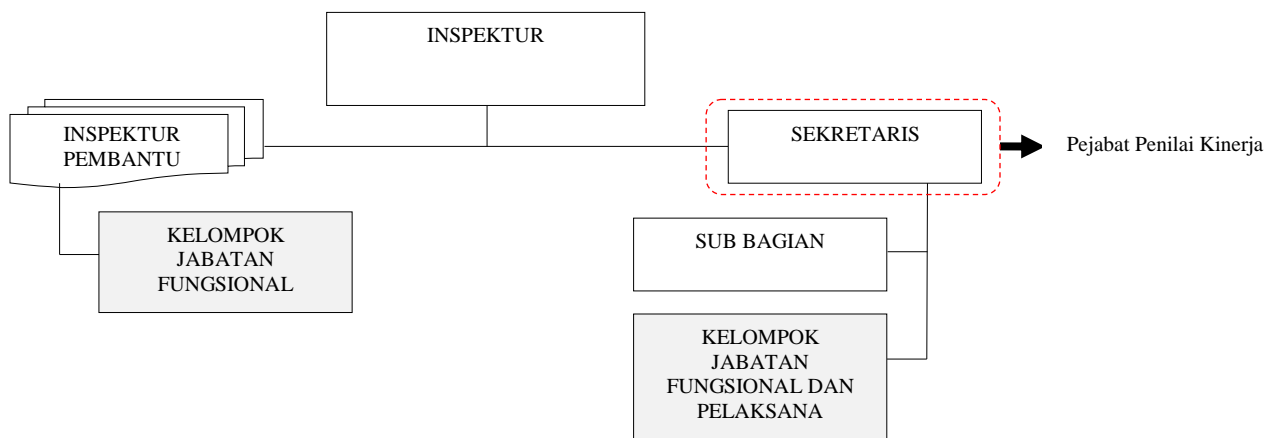 INSPEKTUR
INSPEKTUR
PEMBANTU
SEKRETARIS
Pejabat Penilai Kinerja
KELOMPOK
JABATAN
FUNGSIONAL
SUB BAGIAN
KELOMPOK
JABATAN
FUNGSIONAL DAN
PELAKSANA